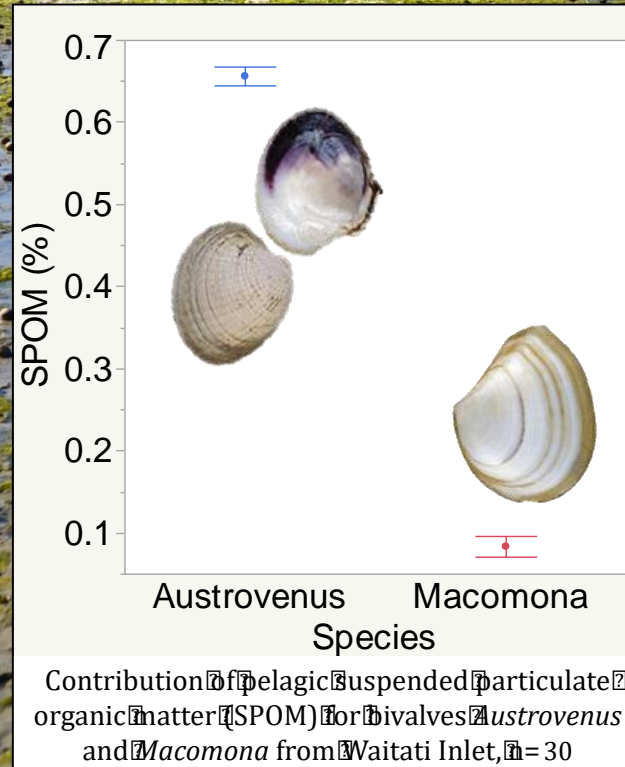 0.7
0.6
0.5
0.4
0.3
0.2
0.1
SPOM (%)
Austrovenus Macomona
Species
Contribution of pelagic suspended particulate
organic matter (SPOM) for bivalves Austrovenus
and Macomona from Waitati Inlet, n= 30